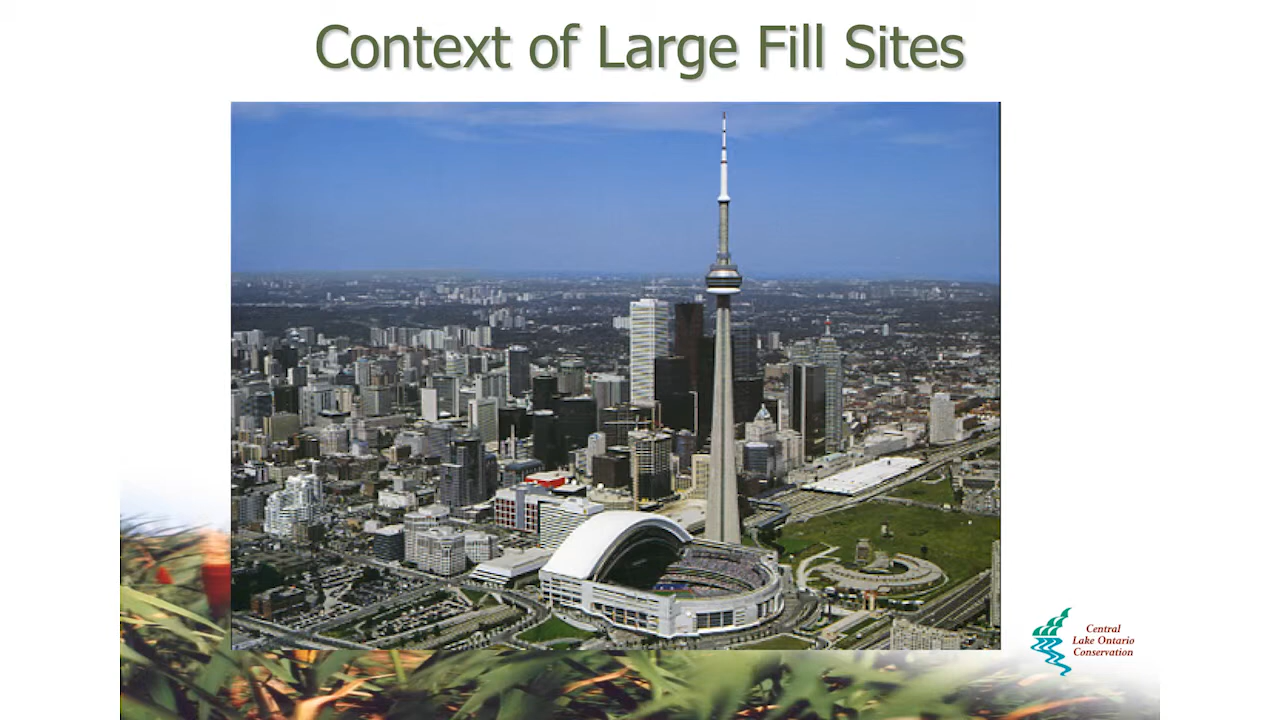 Context of Large Fill Sites
Central
Lake Ontario
Conservation